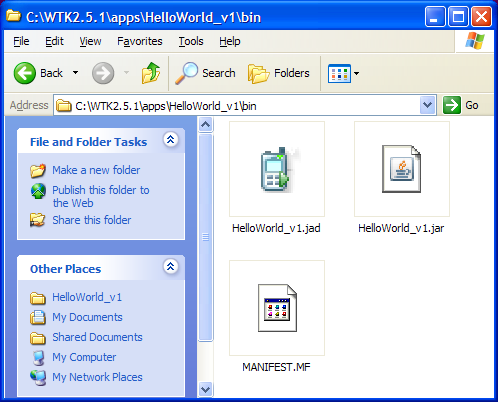 C:\WTK2.5.1\apps\HelloWorld_v1\bin
File Edit View Favorites Tools Help
Back Search Folders
Address C:\WTK2.5.1\apps\HelloWorld_v1\bin Go
File and Folder Tasks
Make a new folder
Publish this folder to
the Web
Share this folder
Other Places
HelloWorld_v1
My Documents
Shared Documents
My Computer
My Network Places
HelloWorld_v1.jad HelloWorld_v1.jar
MANIFEST.MF